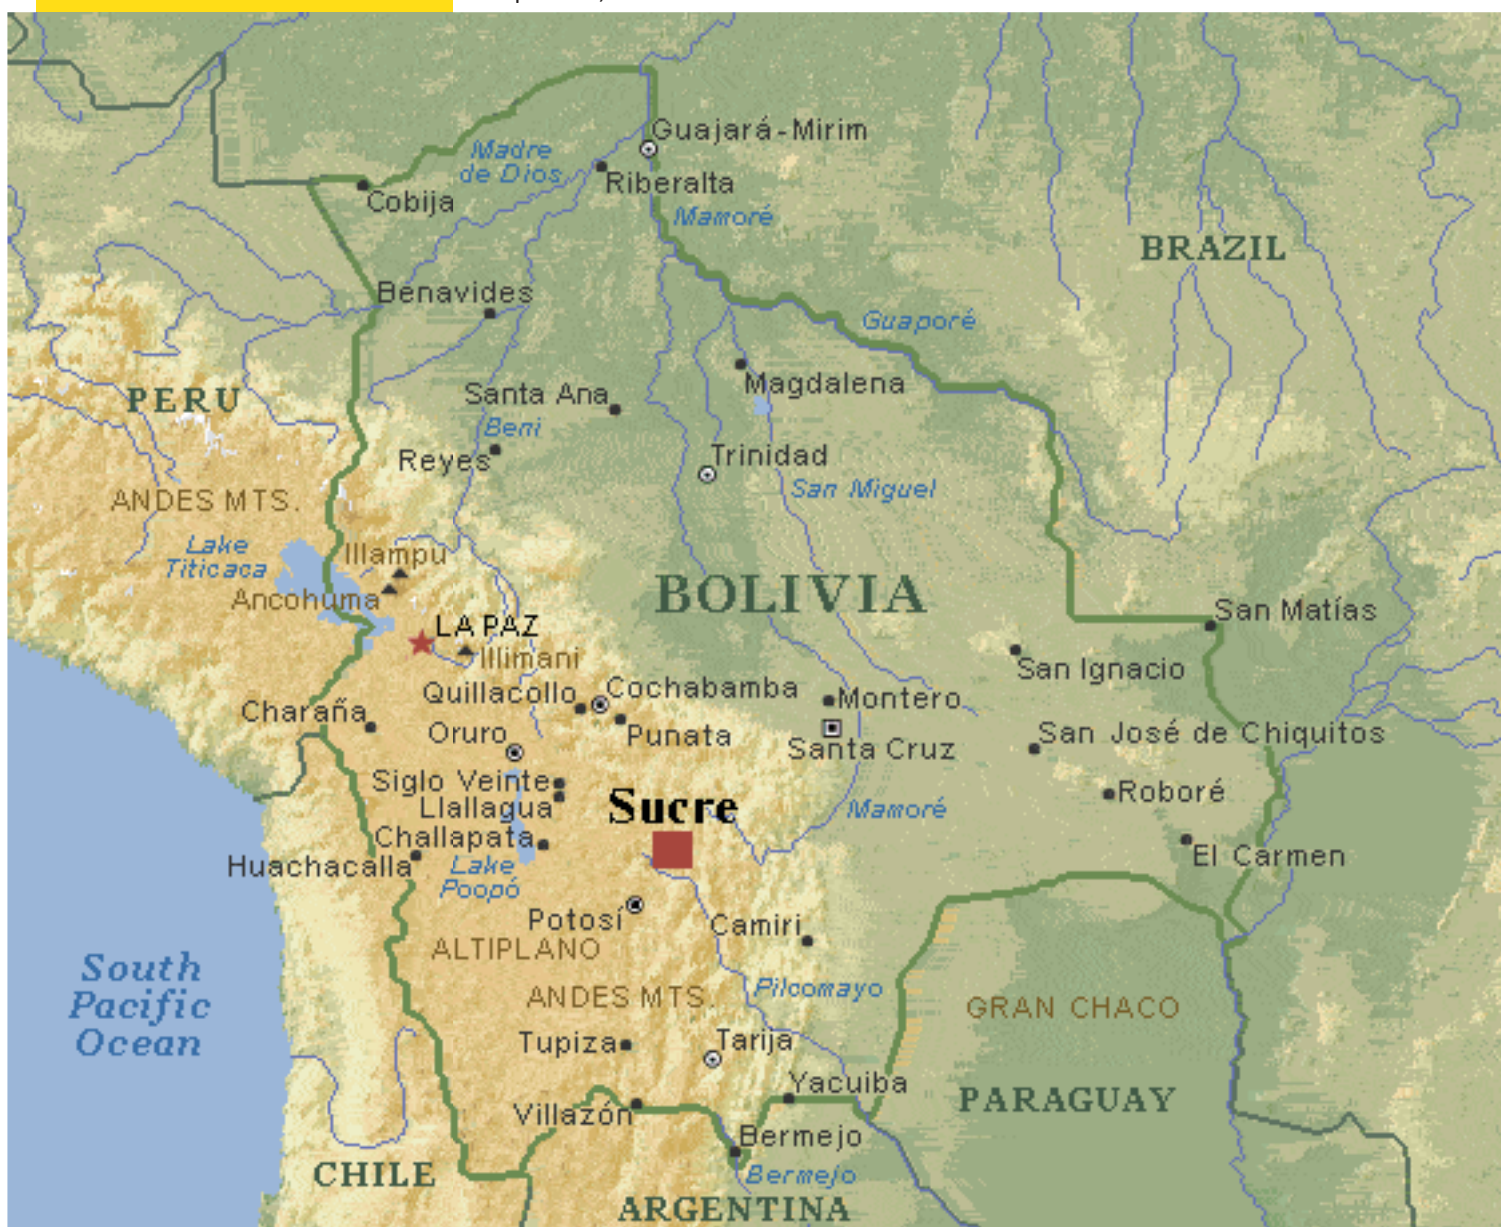 Guajará-Mirim
Madre
de Dios
Riberalta
Cobija
Mamoré
BRAZIL
Benavides
Guaporé
Magdalena
PERU
Santa Ana
Beni
Reyes
Trinidad
San Miguel
ANDES MTS.
Lake
Titicaca
Illampu
Ancohuma
BOLIVIA
San Matías
LA PAZ
Illimani
San Ignacio
Quillacollo
Cochabamba
Montero
Charaña
Oruro
Punata
Santa Cruz
San José de Chiquitos
Siglo Veinte
Llallagua
Sucre
Roboré
Mamoré
Challapata
Huachacalla
Lake
Poopó
El Carmen
Potosí
Camiri
ALTIPLANO
South
Pacific
Ocean
ANDES MTS.
Pilcomayo
GRAN CHACO
Tupiza
Tarija
Yacuiba
PARAGUAY
Villazón
Bermejo
Bermejo
CHILE
ARGENTINA